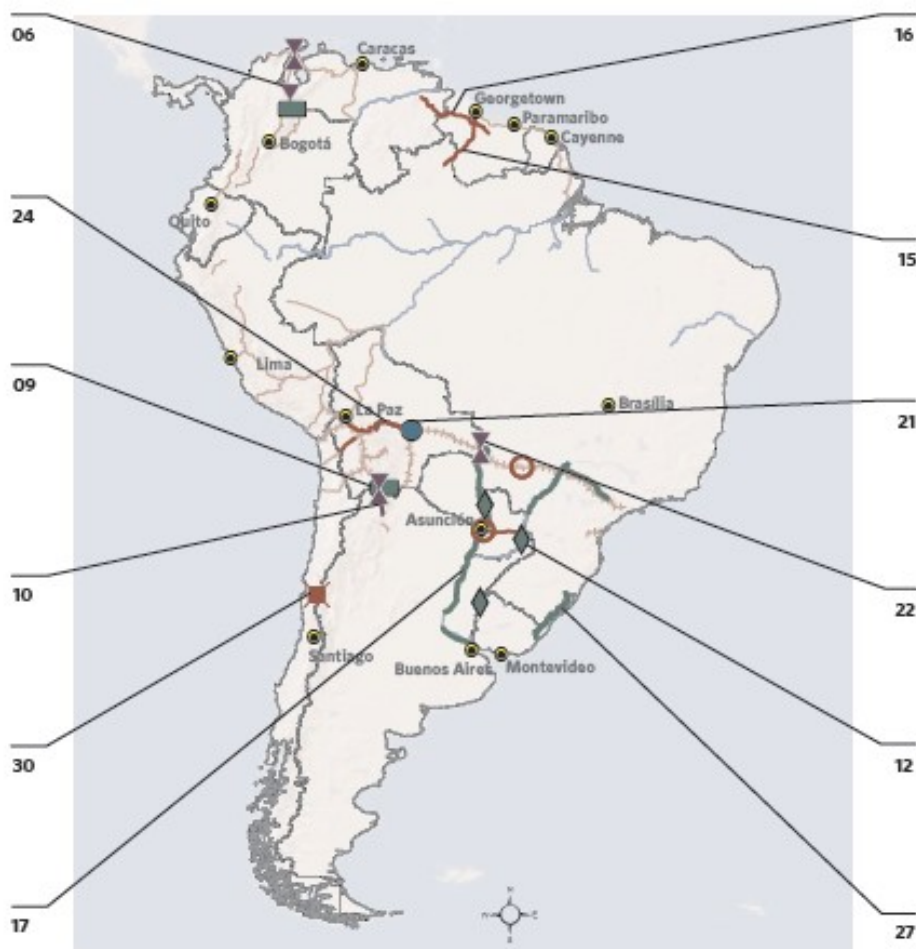 06
16
Caracas
Georgetown
Paramaribo
Cayenne
Bogotá
24
Quito
15
09
Lima
La Paz
Brasília
21
Asunción
10
22
Santiago
Buenos Aires
Montevideo
30
12
17
27